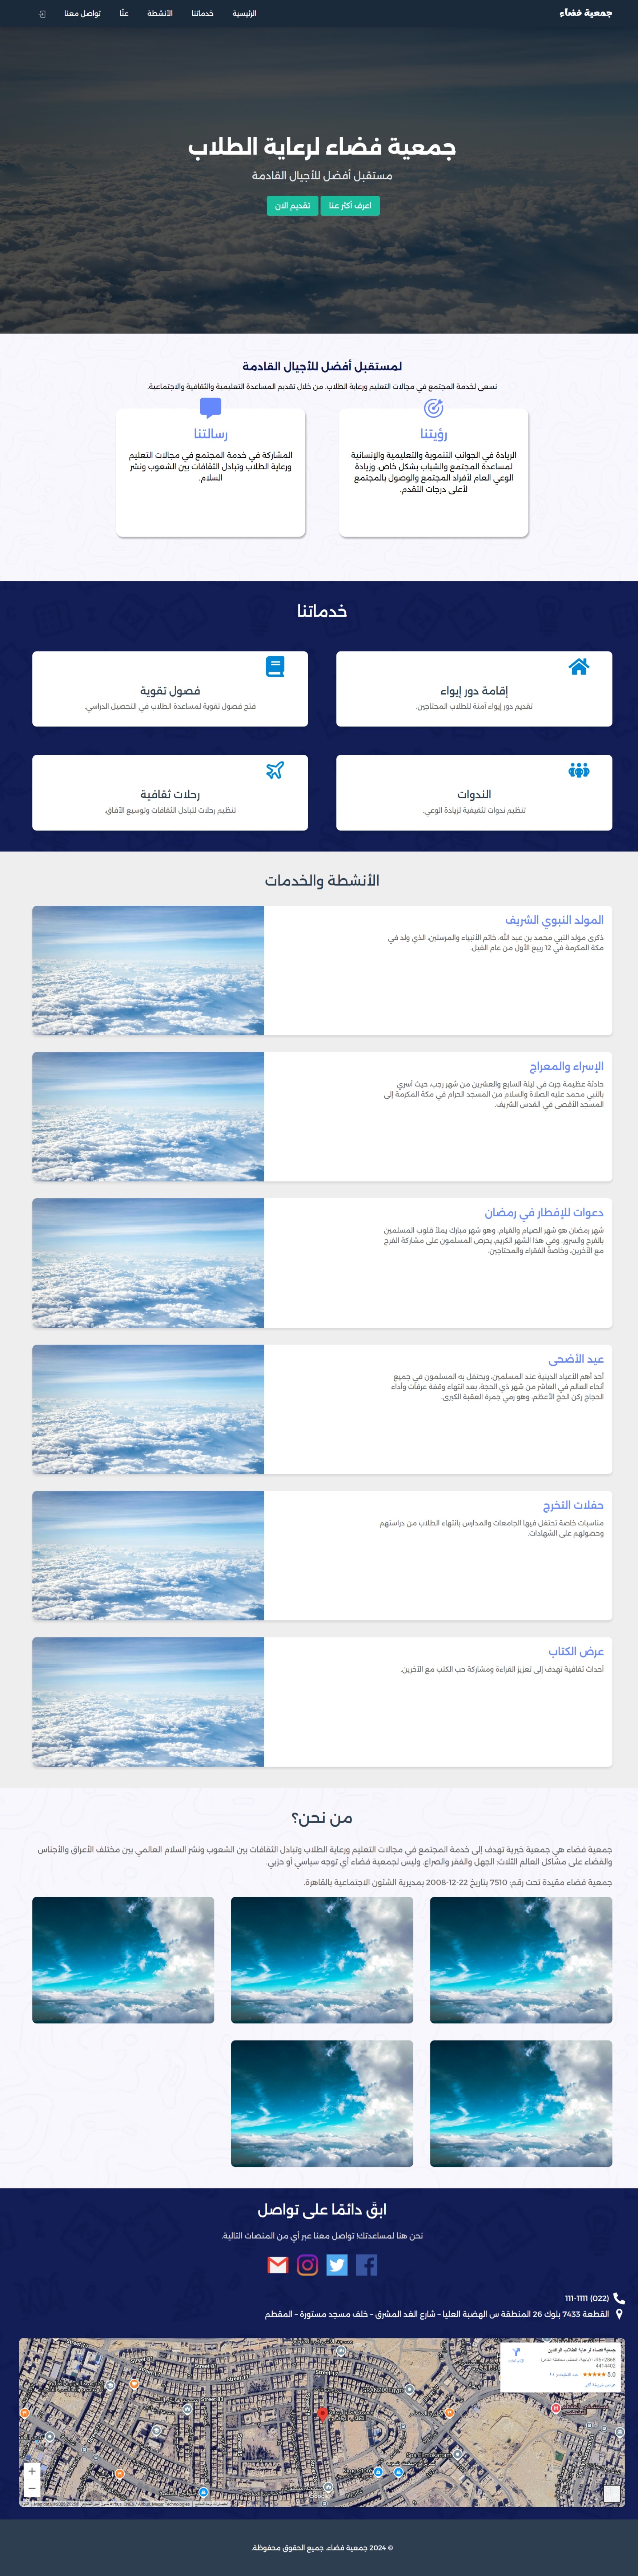 جمعية فضاء
الرئيسية
خدماتنا
الأنشطة
عنّا
تواصل معنا
جمعية فضاء لرعاية الطلاب
مستقبل أفضل للأجيال القادمة
اعرف أكثر عنا
تقديم الان
لمستقبل أفضل للأجيال القادمة
نسعى لخدمة المجتمع في مجالات التعليم ورعاية الطلاب، من خلال تقديم المساعدة التعليمية والثقافية والاجتماعية.
رؤيتنا
الريادة في الجوانب التنموية والتعليمية والإنسانية
لمساعدة المجتمع والشباب بشكل خاص، وزيادة
الوعي العام لأفراد المجتمع والوصول بالمجتمع
لأعلى درجات التقدم.
رسالتنا
المشاركة في خدمة المجتمع في مجالات التعليم
ورعاية الطلاب وتبادل الثقافات بين الشعوب ونشر
السلام.
خدماتنا
إقامة دور إيواء
تقديم دور إيواء آمنة للطلاب المحتاجين.
فصول تقوية
فتح فصول تقوية لمساعدة الطلاب في التحصيل الدراسي.
الندوات
تنظيم ندوات تثقيفية لزيادة الوعي.
رحلات ثقافية
تنظيم رحلات لتبادل الثقافات وتوسيع الآفاق.
الأنشطة والخدمات
المولد النبوي الشريف
ذكرى مولد النبي محمد بن عبد الله، خاتم الأنبياء والمرسلين، الذي ولد في
مكة المكرمة في 12 ربيع الأول من عام الفيل.
الإسراء والمعراج
حادثة عظيمة جرت في ليلة السابع والعشرين من شهر رجب، حيث أسري
بالنبي محمد عليه الصلاة والسلام من المسجد الحرام في مكة المكرمة إلى
المسجد الأقصى في القدس الشريف.
دعوات للإفطار في رمضان
شهر رمضان هو شهر الصيام والقيام، وهو شهر مبارك يملأ قلوب المسلمين
بالفرح والسرور. وفي هذا الشهر الكريم، يحرص المسلمون على مشاركة الفرح
مع الآخرين، وخاصة الفقراء والمحتاجين.
عيد الأضحى
أحد أهم الأعياد الدينية عند المسلمين، ويحتفل به المسلمون في جميع
أنحاء العالم في العاشر من شهر ذي الحجة، بعد انتهاء وقفة عرفات وأداء
الحجاج ركن الحج الأعظم، وهو رمي جمرة العقبة الكبرى.
حفلات التخرج
مناسبات خاصة تحتفل فيها الجامعات والمدارس بانتهاء الطلاب من دراستهم
وحصولهم على الشهادات.
عرض الكتاب
أحداث ثقافية تهدف إلى تعزيز القراءة ومشاركة حب الكتب مع الآخرين.
من نحن؟
جمعية فضاء هي جمعية خيرية تهدف إلى خدمة المجتمع في مجالات التعليم ورعاية الطلاب وتبادل الثقافات بين الشعوب ونشر السلام العالمي بين مختلف الأعراق والأجناس
والقضاء على مشاكل العالم الثلاث: الجهل والفقر والصراع. وليس لجمعية فضاء أي توجه سياسي أو حزبي.
جمعية فضاء مقيدة تحت رقم: 7510 بتاريخ 22-12-2008 بمديرية الشئون الاجتماعية بالقاهرة.
ابقَ دائمًا على تواصل
نحن هنا لمساعدتك! تواصل معنا عبر أي من المنصات التالية.
(022) 111-1111
القطعة 7433 بلوك 26 المنطقة س الهضبة العليا – شارع الغد المشرق – خلف مسجد مستورة – المقطم
جمعية فضاء لرعاية الطلاب الوافدين
5.0
عرض خريطة أكبر
© 2024 جمعية فضاء. جميع الحقوق محفوظة.